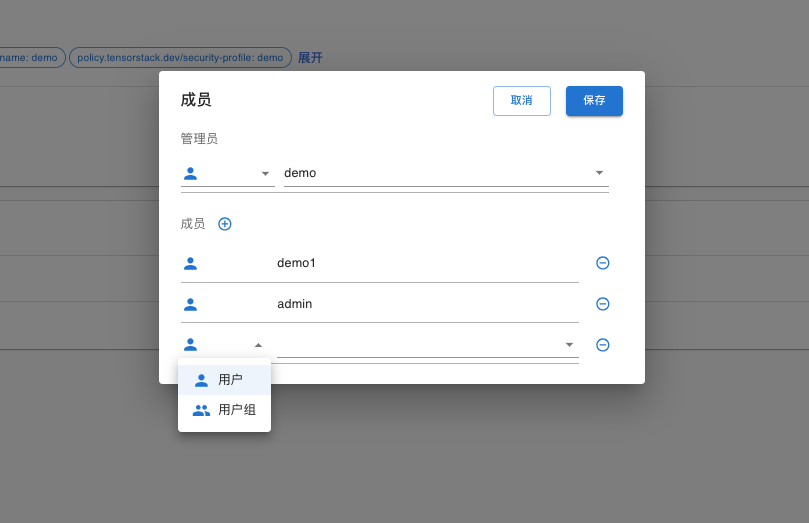 name: demo policy.tensorstack.dev/security-profile: demo 展开
成员 取消 保存
管理员
demo
成员
demo1
admin
用户
用户组